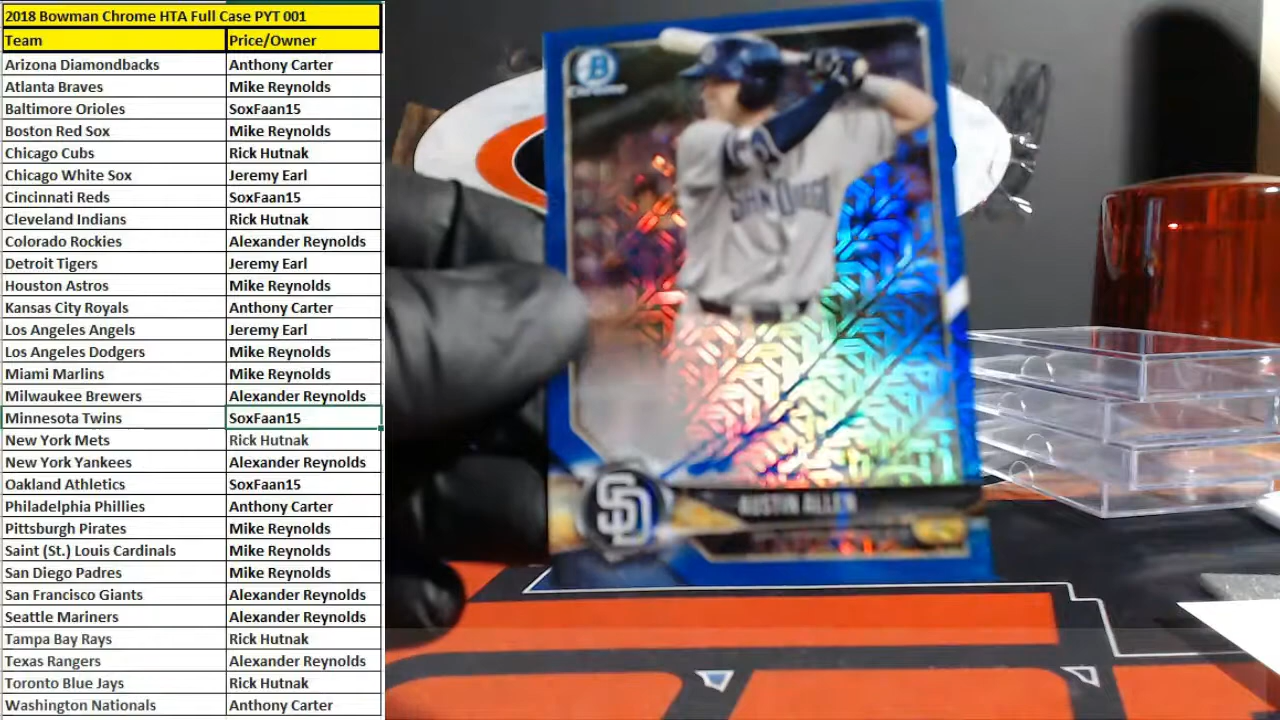 2018 Bowman Chrome HTA Full Case PYT 001
Team Price/Owner
Arizona Diamondbacks Anthony Carter
Atlanta Braves Mike Reynolds
Baltimore Orioles SoxFaan15
Boston Red Sox Mike Reynolds
Chicago Cubs Rick Hutnak
Chicago White Sox Jeremy Earl
Cincinnati Reds SoxFaan15
Cleveland Indians Rick Hutnak
Colorado Rockies Alexander Reynolds
Detroit Tigers Jeremy Earl
Houston Astros Mike Reynolds
Kansas City Royals Anthony Carter
Los Angeles Angels Jeremy Earl
Los Angeles Dodgers Mike Reynolds
Miami Marlins Mike Reynolds
Milwaukee Brewers Alexander Reynolds
Minnesota Twins SoxFaan15
New York Mets Rick Hutnak
New York Yankees Alexander Reynolds
Oakland Athletics SoxFaan15
Philadelphia Phillies Anthony Carter
Pittsburgh Pirates Mike Reynolds
Saint (St.) Louis Cardinals Mike Reynolds
San Diego Padres Mike Reynolds
San Francisco Giants Alexander Reynolds
Seattle Mariners Alexander Reynolds
Tampa Bay Rays Rick Hutnak
Texas Rangers Alexander Reynolds
Toronto Blue Jays Rick Hutnak
Washington Nationals Anthony Carter
B
Chrome
SAN DIEGO
SD
AUSTIN ALLEN